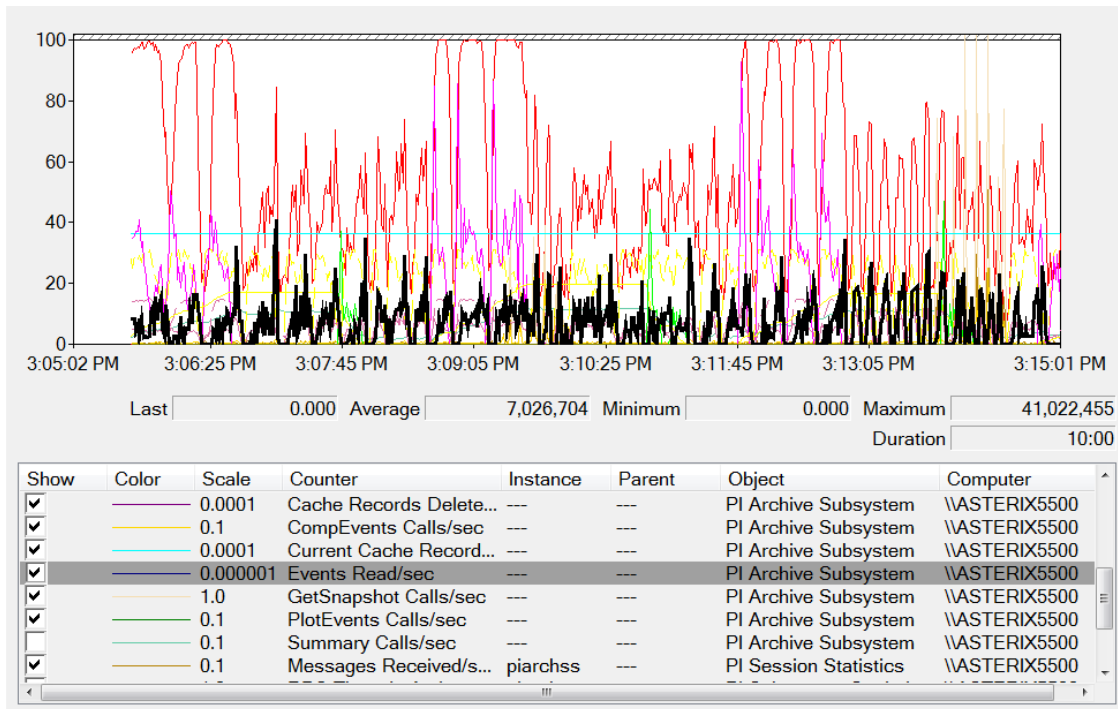 100
80
60
40
20
0
3:05:02 PM 3:06:25 PM 3:07:45 PM 3:09:05 PM 3:10:25 PM 3:11:45 PM 3:13:05 PM 3:15:01 PM
Last 0.000 Average 7,026,704 Minimum 0.000 Maximum 41,022,455
Duration 10:00
Show Color Scale Counter Instance Parent Object Computer
0.0001 Cache Records Delete... --- --- PI Archive Subsystem \\ASTERIX5500
0.1 CompEvents Calls/sec --- --- PI Archive Subsystem \\ASTERIX5500
0.0001 Current Cache Record... --- --- PI Archive Subsystem \\ASTERIX5500
0.000001 Events Read/sec --- --- PI Archive Subsystem \\ASTERIX5500
1.0 GetSnapshot Calls/sec --- --- PI Archive Subsystem \\ASTERIX5500
0.1 PlotEvents Calls/sec --- --- PI Archive Subsystem \\ASTERIX5500
0.1 Summary Calls/sec --- --- PI Archive Subsystem \\ASTERIX5500
0.1 Messages Received/s... piarchss --- PI Session Statistics \\ASTERIX5500